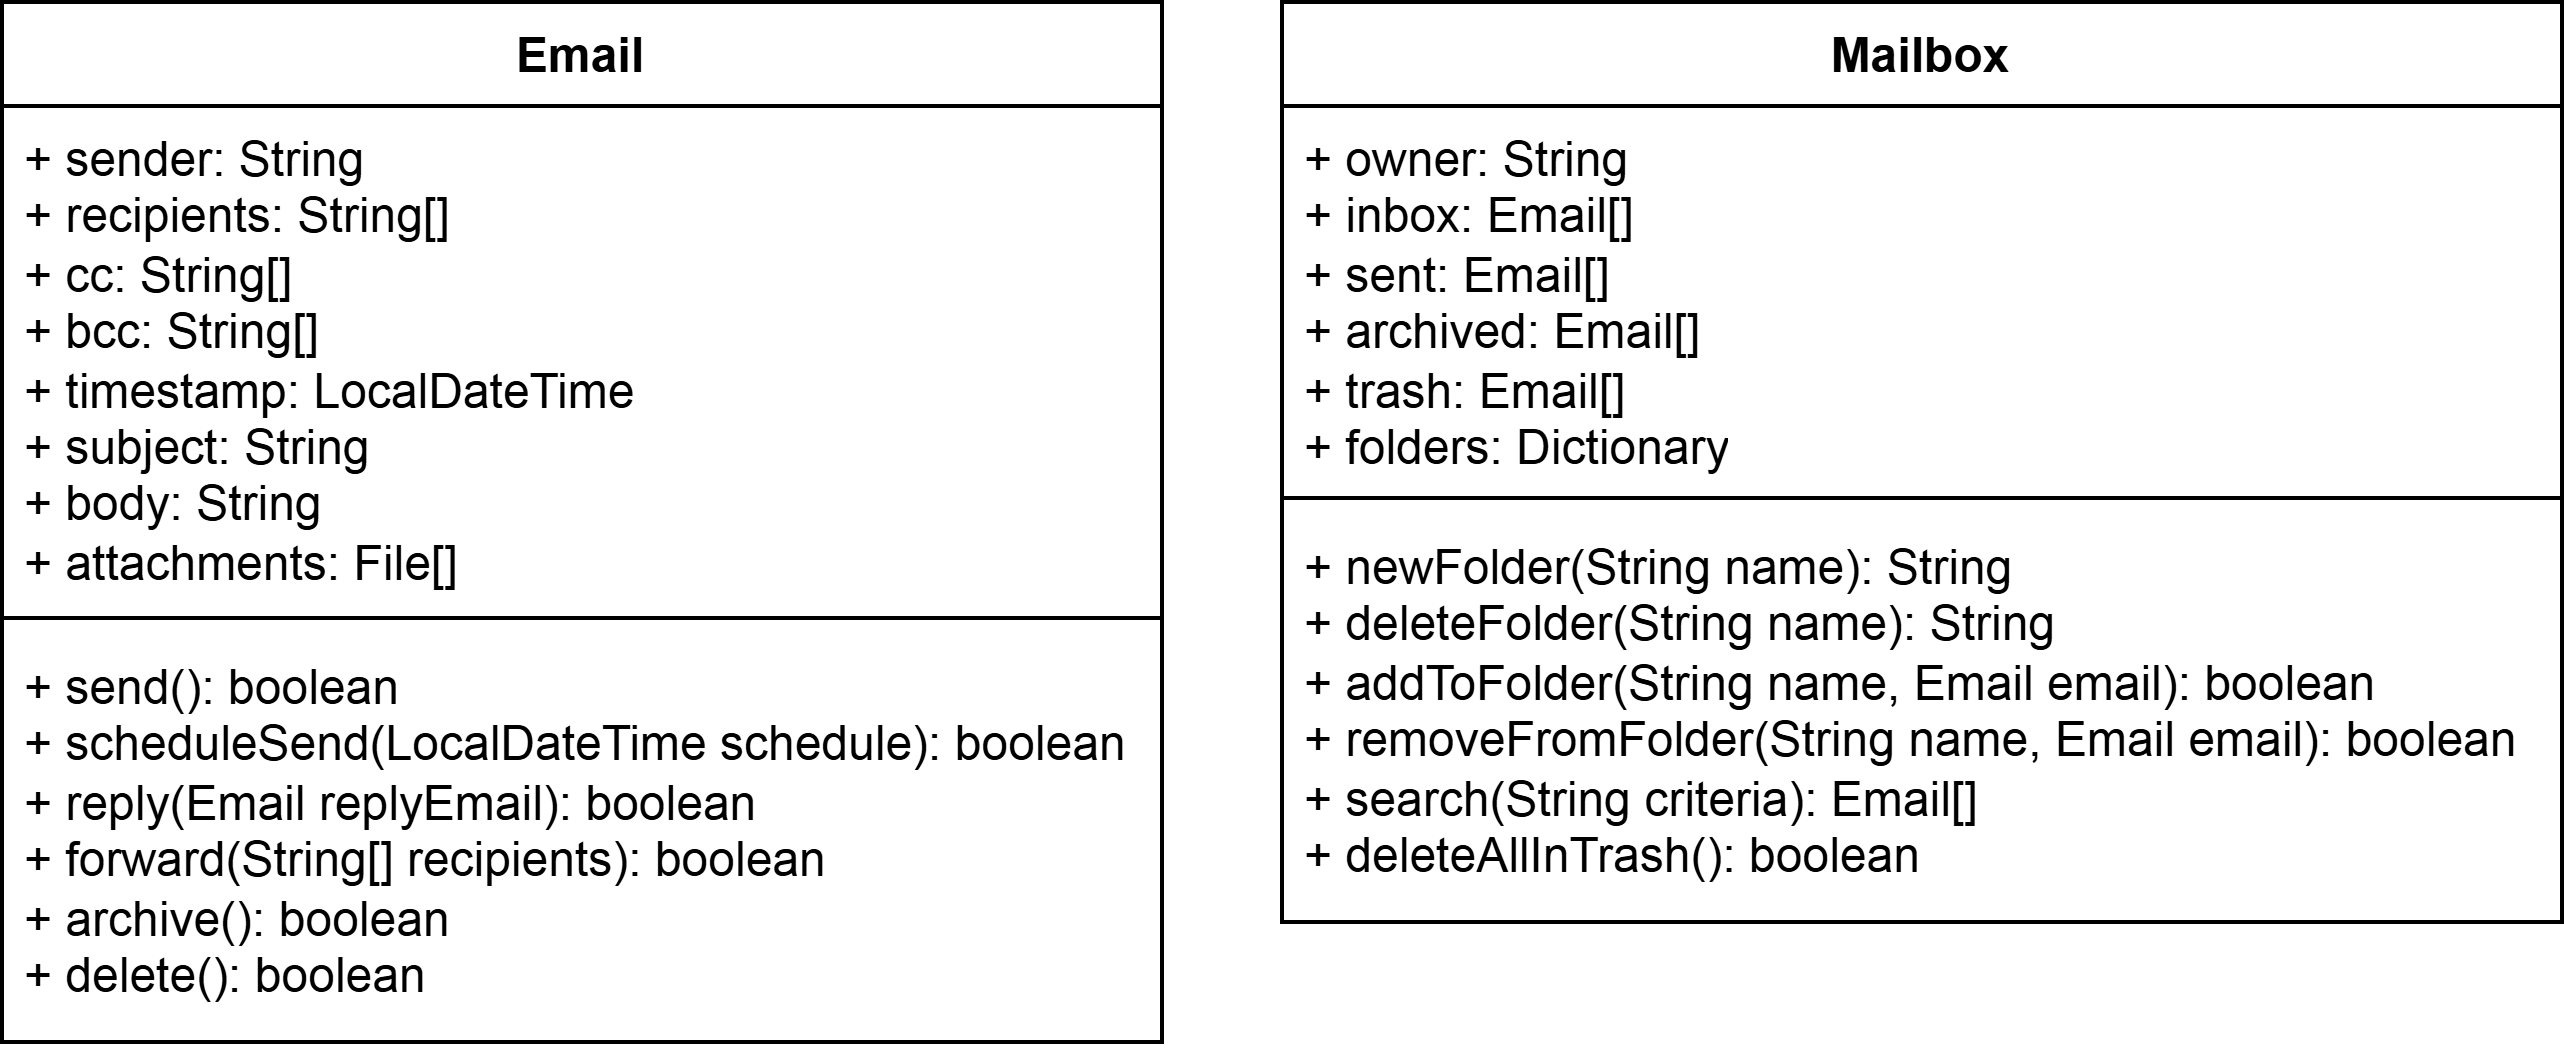 Email
+ sender: String
+ recipients: String[]
+ cc: String[]
+ bcc: String[]
+ timestamp: LocalDateTime
+ subject: String
+ body: String
+ attachments: File[]
+ send(): boolean
+ scheduleSend(LocalDateTime schedule): boolean
+ reply(Email replyEmail): boolean
+ forward(String[] recipients): boolean
+ archive(): boolean
+ delete(): boolean
Mailbox
+ owner: String
+ inbox: Email[]
+ sent: Email[]
+ archived: Email[]
+ trash: Email[]
+ folders: Dictionary
+ newFolder(String name): String
+ deleteFolder(String name): String
+ addToFolder(String name, Email email): boolean
+ removeFromFolder(String name, Email email): boolean
+ search(String criteria): Email[]
+ deleteAllInTrash(): boolean